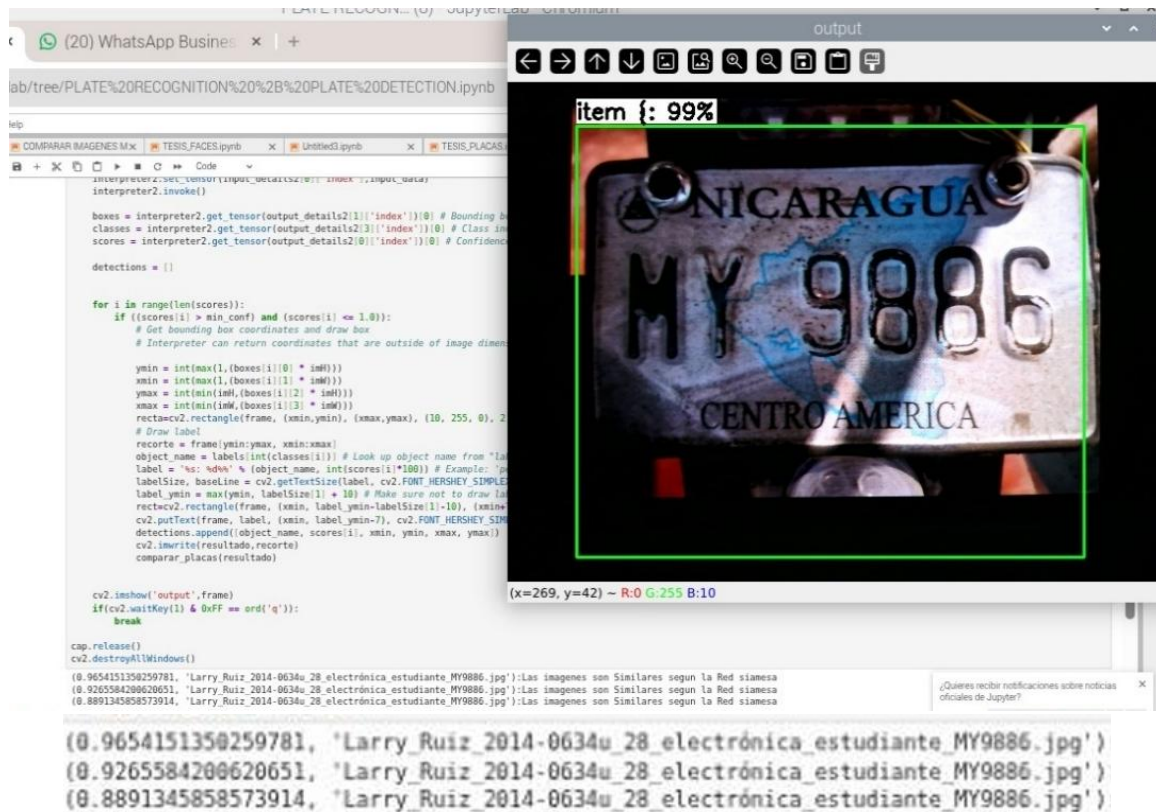 (20) WhatsApp Busines × +
output
lab/tree/PLATE%20RECOGNITION%20%2B%20PLATE%20DETECTION.ipynb
Help
COMPARAR IMAGENES M × TESIS_FACES.ipynb × Untitled3.ipynb × TESIS_PLACAS
Code
interpreter2.invoke()
boxes = interpreter2.get_tensor(output_details2[1]['index'])[0] # Bounding
classes = interpreter2.get_tensor(output_details2[3]['index'])[0] # Class
scores = interpreter2.get_tensor(output_details2[0]['index'])[0] # Confidenc
detections = []
for i in range(len(scores)):
if ((scores[i] > min_conf) and (scores[i] <= 1.0)):
# Get bounding box coordinates and draw box
# Interpreter can return coordinates that are outside of image dimen
ymin = int(max(1,(boxes[i][0] * imH)))
xmin = int(max(1,(boxes[i][1] * imW)))
ymax = int(min(imH,(boxes[i][2] * imH)))
xmax = int(min(imW,(boxes[i][3] * imW)))
recta=cv2.rectangle(frame, (xmin,ymin), (xmax,ymax), (10, 255, 0), 2
# Draw label
recorte = frame[ymin:ymax, xmin:xmax]
object_name = labels[int(classes[i])] # Look up object name from "la
label = '%s: %d%%' % (object_name, int(scores[i]*100)) # Example: 'p
labelSize, baseLine = cv2.getTextSize(label, cv2.FONT_HERSHEY_SIMPLEX
label_ymin = max(ymin, labelSize[1] + 10) # Make sure not to draw la
rect=cv2.rectangle(frame, (xmin, label_ymin-labelSize[1]-10), (xmin+
cv2.putText(frame, label, (xmin, label_ymin-7), cv2.FONT_HERSHEY_SIM
detections.append([object_name, scores[i], xmin, ymin, xmax, ymax])
cv2.imwrite(resultado,recorte)
comparar_placas(resultado)
cv2.imshow('output',frame)
if(cv2.waitKey(1) & 0xFF == ord('q')):
break
cap.release()
cv2.destroyAllWindows()
item {: 99%
NICARAGUA
MY 9886
CENTRO AMERICA
(x=269, y=42) ~ R:0 G:255 B:10
(0.9654151350259781, 'Larry_Ruiz_2014-0634u_28_electrónica_estudiante_MY9886.jpg'):Las imagenes son Similares segun la Red siamesa
(0.9265584200620651, 'Larry_Ruiz_2014-0634u_28_electrónica_estudiante_MY9886.jpg'):Las imagenes son Similares segun la Red siamesa
(0.8891345858573914, 'Larry_Ruiz_2014-0634u_28_electrónica_estudiante_MY9886.jpg'):Las imagenes son Similares segun la Red siamesa
¿Quieres recibir notificaciones sobre noticias
oficiales de Jupyter?
(0.9654151350259781, 'Larry_Ruiz_2014-0634u_28_electrónica_estudiante_MY9886.jpg')
(0.9265584200620651, 'Larry_Ruiz_2014-0634u_28_electrónica_estudiante_MY9886.jpg')
(0.8891345858573914, 'Larry_Ruiz_2014-0634u_28_electrónica_estudiante_MY9886.jpg')